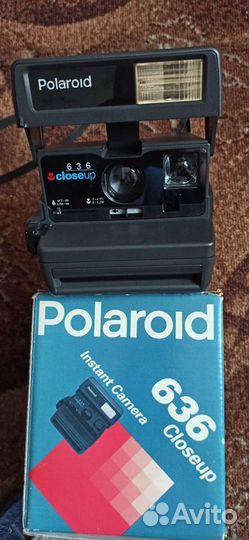 Polaroid
636
closeup
Polaroid
Instant Camera
636
Closeup
Avito